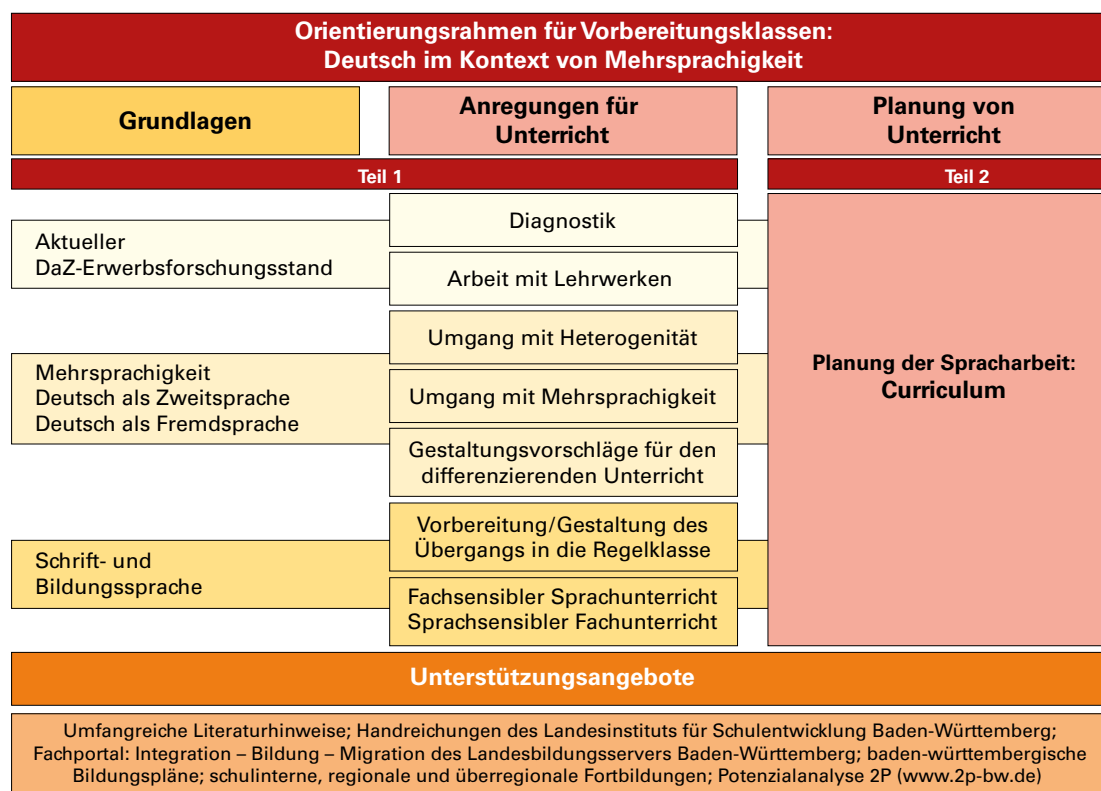 Orientierungsrahmen für Vorbereitungsklassen:
Deutsch im Kontext von Mehrsprachigkeit
Grundlagen
Anregungen für
Unterricht
Planung von
Unterricht
Teil 1
Teil 2
Aktueller
DaZ-Erwerbsforschungsstand
Diagnostik
Arbeit mit Lehrwerken
Mehrsprachigkeit
Deutsch als Zweitsprache
Deutsch als Fremdsprache
Umgang mit Heterogenität
Umgang mit Mehrsprachigkeit
Gestaltungsvorschläge für den
differenzierenden Unterricht
Schrift- und
Bildungssprache
Vorbereitung/Gestaltung des
Übergangs in die Regelklasse
Fachsensibler Sprachunterricht
Sprachsensibler Fachunterricht
Planung der Spracharbeit:
Curriculum
Unterstützungsangebote
Umfangreiche Literaturhinweise; Handreichungen des Landesinstituts für Schulentwicklung Baden-Württemberg;
Fachportal: Integration – Bildung – Migration des Landesbildungsservers Baden-Württemberg; baden-württembergische
Bildungspläne; schulinterne, regionale und überregionale Fortbildungen; Potenzialanalyse 2P (www.2p-bw.de)